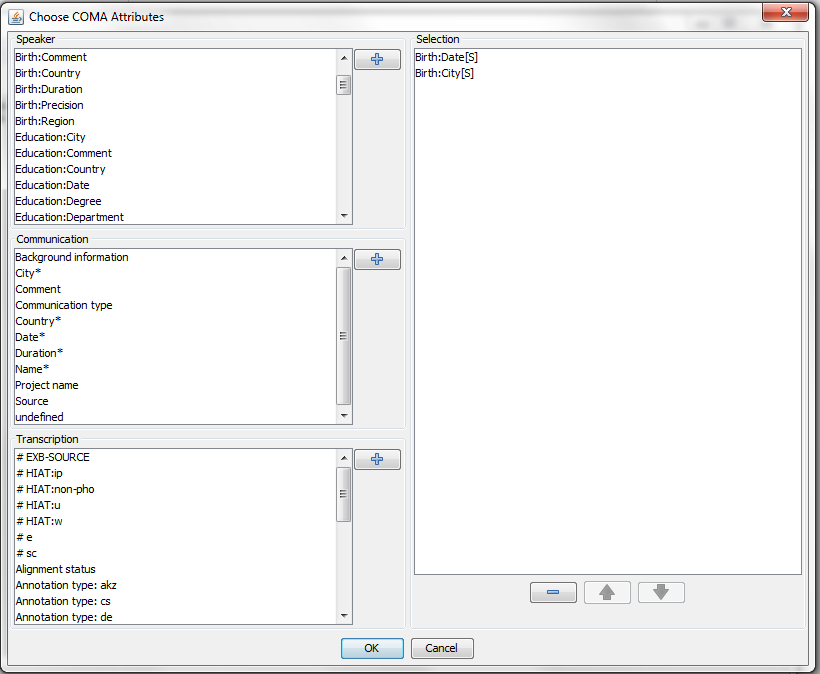 Choose COMA Attributes
Speaker
Birth:Comment
Birth:Country
Birth:Duration
Birth:Precision
Birth:Region
Education:City
Education:Comment
Education:Country
Education:Date
Education:Degree
Education:Department
Communication
Background information
City*
Comment
Communication type
Country*
Date*
Duration*
Name*
Project name
Source
undefined
Transcription
# EXB-SOURCE
# HIAT:ip
# HIAT:non-pho
# HIAT:u
# HIAT:w
# e
# sc
Alignment status
Annotation type: akz
Annotation type: cs
Annotation type: de
Selection
Birth:Date[S]
Birth:City[S]
OK
Cancel